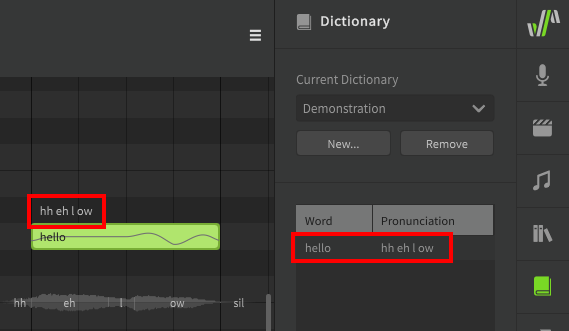 Dictionary
Current Dictionary
Demonstration
New...
Remove
hh eh l ow
hello
Word Pronunciation
hello hh eh l ow
hh eh l ow sil